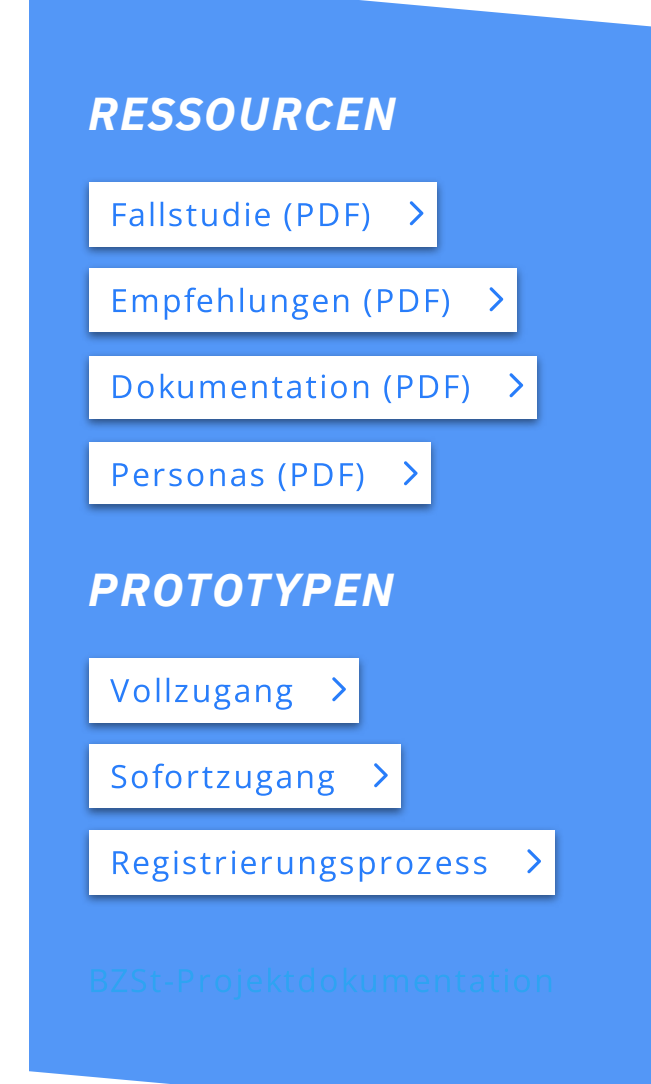 RESSOURCEN
Fallstudie (PDF)
Empfehlungen (PDF)
Dokumentation (PDF)
Personas (PDF)
PROTOTYPEN
Vollzugang
Sofortzugang
Registrierungsprozess
BZSt-Projektdokumentation